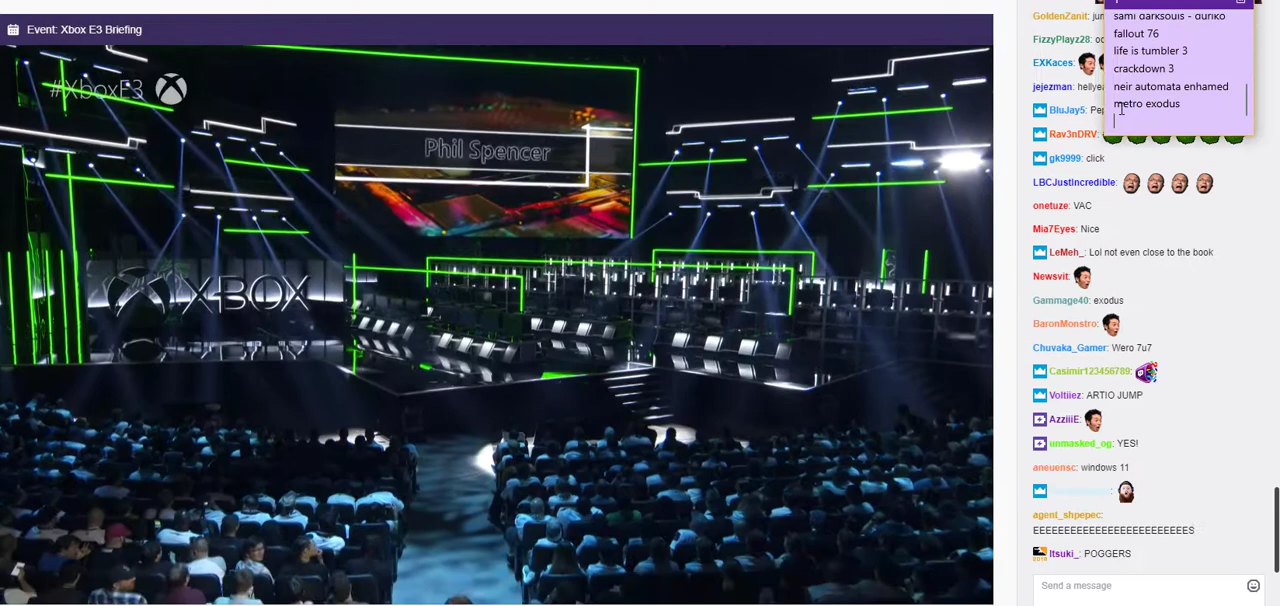 Event: Xbox E3 Briefing
#XboxE3
Phil Spencer
XBOX
sami darksouls - duriko
fallout 76
life is tumbler 3
crackdown 3
neir automata enhamed
metro exodus
GoldenZanit:
FizzyPlayz28:
EXKaces:
jejezman: hellyea
BluJay5:
Rav3nDRV:
gk9999: click
LBCJustIncredible:
onetuze: VAC
Mia7Eyes: Nice
LeMeh_: Lol not even close to the book
Newsvit:
Gammage40: exodus
BaronMonstro:
Chuvaka_Gamer: Wero 7u7
Casimir123456789:
Voltiiez: ARTIO JUMP
AzziiiE:
unmasked_og: YES!
aneuensc: windows 11
agent_shpepec:
EEEEEEEEEEEEEEEEEEEEEEEEES
Itsuki_: POGGERS
Send a message